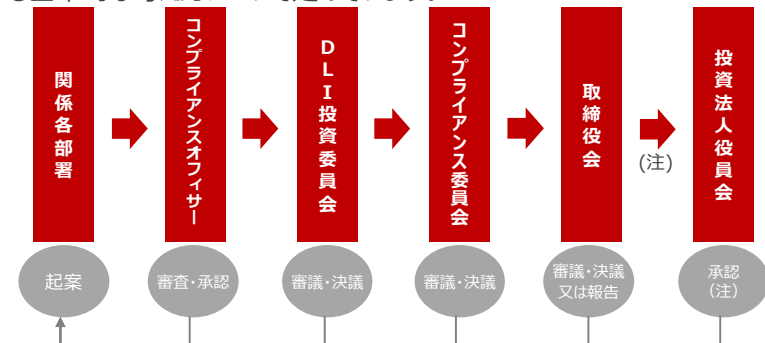 関係各部署
コンプライアンスオフィサー
DLI投資委員会
コンプライアンス委員会
取締役会
(注)
投資法人役員会
起案
審査・承認
審議・決議
審議・決議
審議・決議
又は報告
承認
(注)